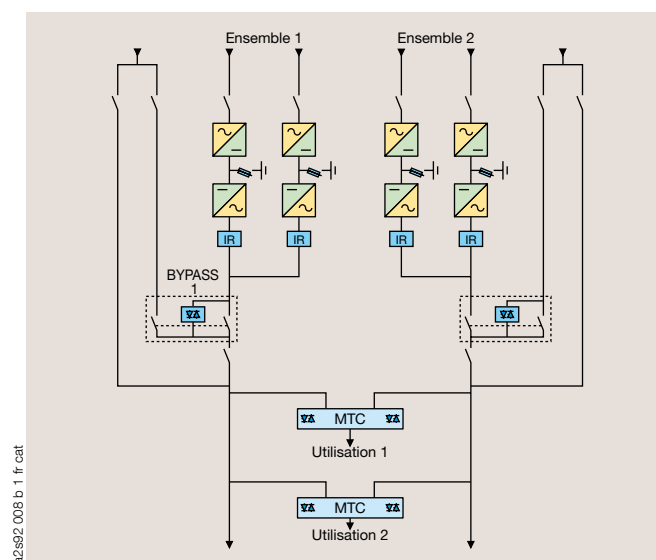 Ensemble 1
Ensemble 2
IR
IR
IR
IR
BYPASS
1
MTC
Utilisation 1
MTC
Utilisation 2
a2s92 008 b 1 fr cat